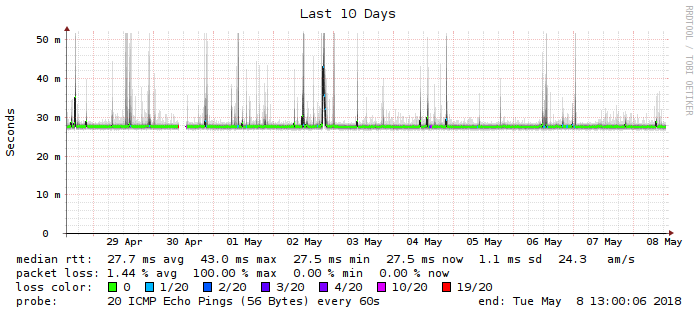 Last 10 Days
RRDTOOL / TOBI OETIKER
Seconds
50 m
40 m
30 m
20 m
10 m
0
29 Apr 30 Apr 01 May 02 May 03 May 04 May 05 May 06 May 07 May 08 May
median rtt: 27.7 ms avg 43.0 ms max 27.5 ms min 27.5 ms now 1.1 ms sd 24.3 am/s
packet loss: 1.44 % avg 100.00 % max 0.00 % min 0.00 % now
loss color: 0 1/20 2/20 3/20 4/20 10/20 19/20
probe: 20 ICMP Echo Pings (56 Bytes) every 60s end: Tue May 8 13:00:06 2018